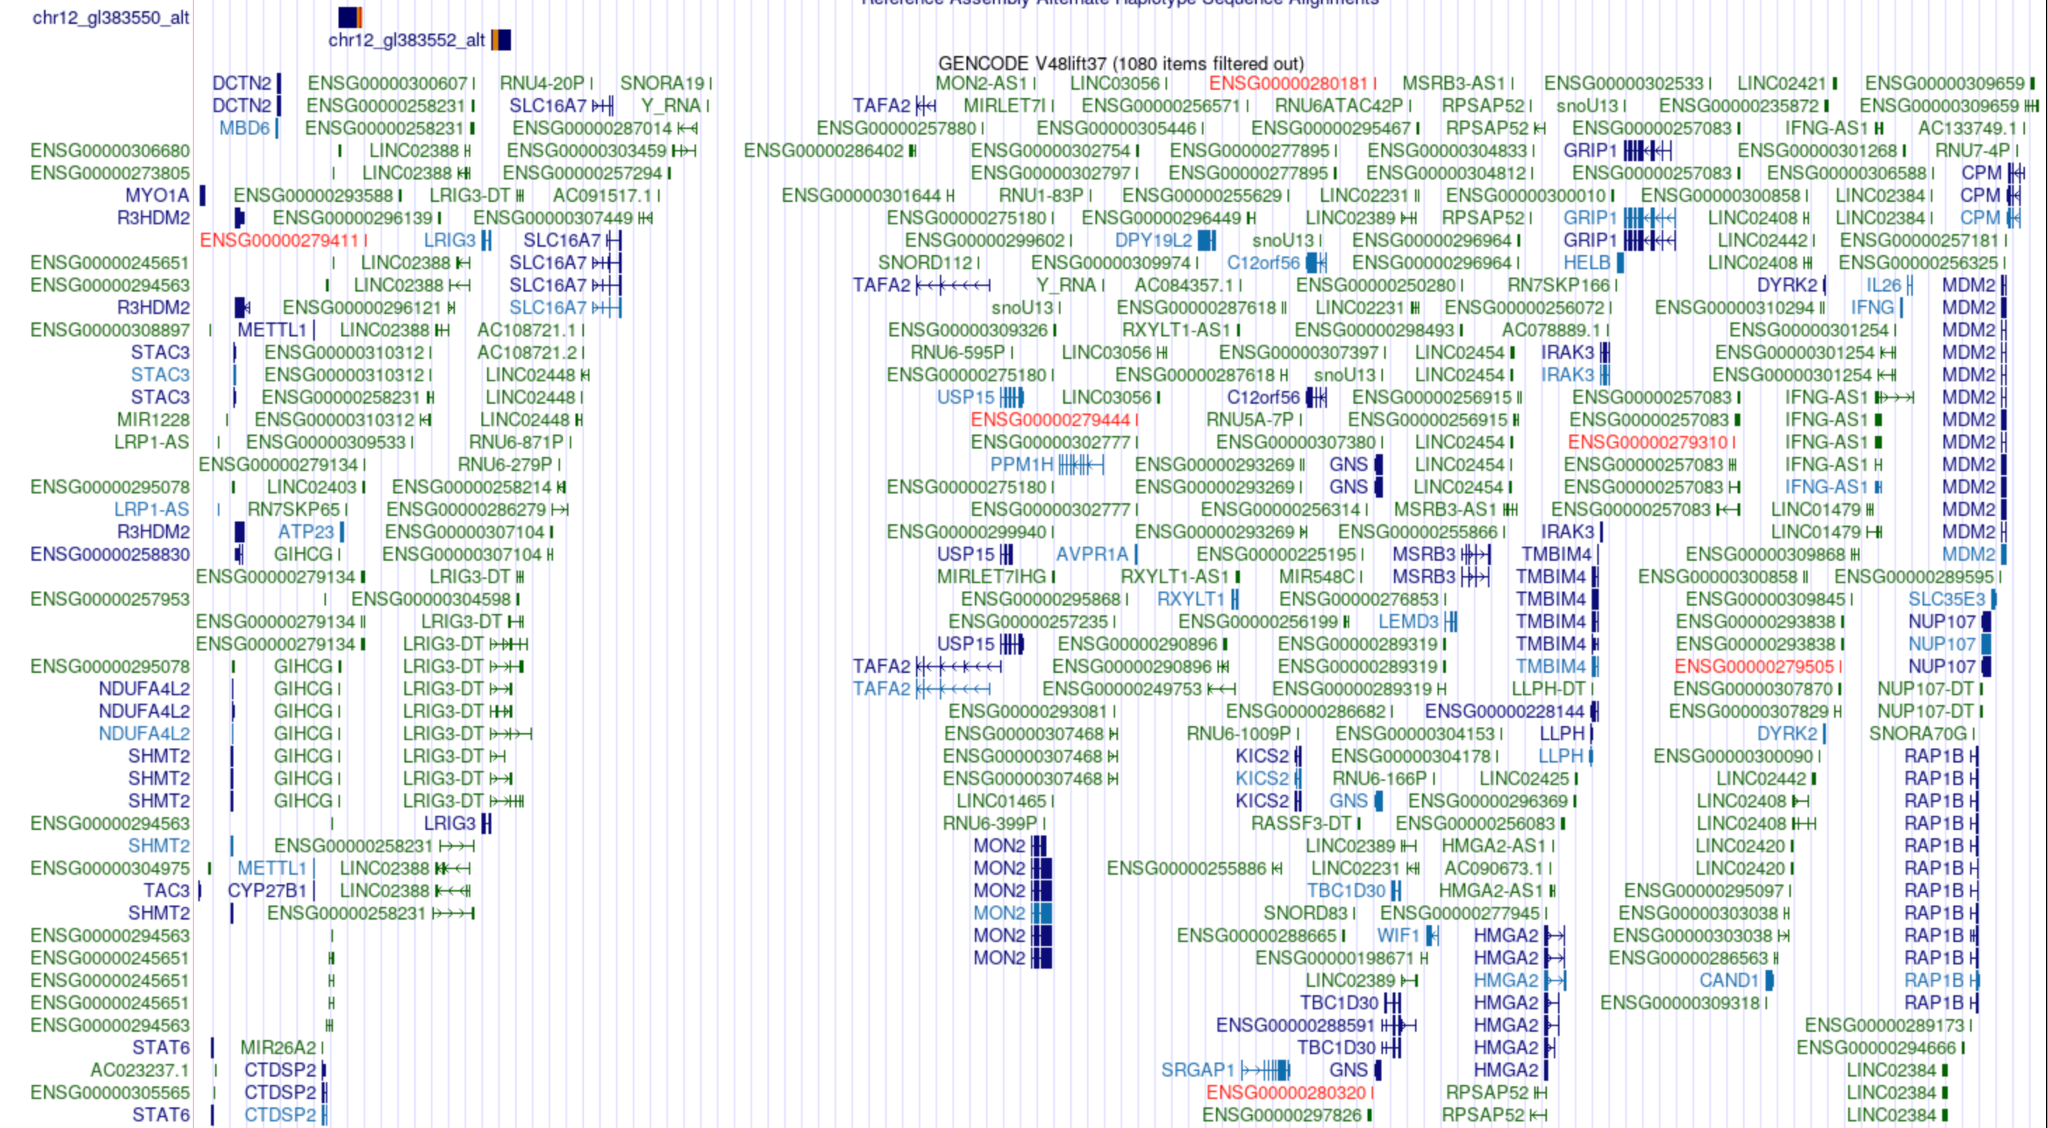 Reference Assembly Alternate Haplotype Sequence Alignments
chr12_gl383550_alt
chr12_gl383552_alt
GENCODE V48lift37 (1080 items filtered out)
DCTN2 ENSG00000300607 RNU4-20P SNORA19 MON2-AS1 LINC03056 ENSG00000280181 MSRB3-AS1 ENSG00000302533 LINC02421 ENSG00000309659
DCTN2 ENSG00000258231 SLC16A7 Y_RNA TAFA2 MIRLET7I ENSG00000256571 RNU6ATAC42P RPSAP52 snoU13 ENSG00000235872 ENSG00000309659
MBD6 ENSG00000258231 ENSG00000287014 ENSG00000257880 ENSG00000305446 ENSG00000295467 RPSAP52 ENSG00000257083 IFNG-AS1 AC133749.1
ENSG00000306680 LINC02388 ENSG00000303459 ENSG00000286402 ENSG00000302754 ENSG00000277895 ENSG00000304833 GRIP1 ENSG00000301268 RNU7-4P
ENSG00000273805 LINC02388 ENSG00000257294 ENSG00000302797 ENSG00000277895 ENSG00000304812 ENSG00000257083 ENSG00000306588 CPM
MYO1A ENSG00000293588 LRIG3-DT AC091517.1 ENSG00000301644 RNU1-83P ENSG00000255629 LINC02231 ENSG00000300010 ENSG00000300858 LINC02384 CPM
R3HDM2 ENSG00000296139 ENSG00000307449 ENSG00000275180 ENSG00000296449 LINC02389 RPSAP52 GRIP1 LINC02408 LINC02384 CPM
ENSG00000279411 LRIG3 SLC16A7 ENSG00000299602 DPY19L2 snoU13 ENSG00000296964 GRIP1 LINC02442 ENSG00000257181
ENSG00000245651 LINC02388 SLC16A7 SNORD112 ENSG00000309974 C12orf56 ENSG00000296964 HELB LINC02408 ENSG00000256325
ENSG00000294563 LINC02388 SLC16A7 TAFA2 Y_RNA AC084357.1 ENSG00000250280 RN7SKP166 DYRK2 IL26 MDM2
R3HDM2 ENSG00000296121 SLC16A7 snoU13 ENSG00000287618 LINC02231 ENSG00000256072 ENSG00000310294 IFNG MDM2
ENSG00000308897 METTL1 LINC02388 AC108721.1 ENSG00000309326 RXYLT1-AS1 ENSG00000298493 AC078889.1 ENSG00000301254 MDM2
STAC3 ENSG00000310312 AC108721.2 RNU6-595P LINC03056 ENSG00000307397 LINC02454 IRAK3 ENSG00000301254 MDM2
STAC3 ENSG00000310312 LINC02448 ENSG00000275180 ENSG00000287618 snoU13 LINC02454 IRAK3 ENSG00000301254 MDM2
STAC3 ENSG00000258231 LINC02448 USP15 LINC03056 C12orf56 ENSG00000256915 ENSG00000257083 IFNG-AS1 MDM2
MIR1228 ENSG00000310312 LINC02448 ENSG00000279444 RNU5A-7P ENSG00000256915 ENSG00000257083 IFNG-AS1 MDM2
LRP1-AS ENSG00000309533 RNU6-871P ENSG00000302777 ENSG00000307380 LINC02454 ENSG00000279310 IFNG-AS1 MDM2
ENSG00000279134 RNU6-279P PPM1H ENSG00000293269 GNS LINC02454 ENSG00000257083 IFNG-AS1 MDM2
ENSG00000295078 LINC02403 ENSG00000258214 ENSG00000275180 ENSG00000293269 GNS LINC02454 ENSG00000257083 IFNG-AS1 MDM2
LRP1-AS RN7SKP65 ENSG00000286279 ENSG00000302777 ENSG00000256314 MSRB3-AS1 ENSG00000257083 LINC01479 MDM2
R3HDM2 ATP23 ENSG00000307104 ENSG00000299940 ENSG00000293269 ENSG00000255866 IRAK3 LINC01479 MDM2
ENSG00000258830 GIHCG ENSG00000307104 USP15 AVPR1A ENSG00000225195 MSRB3 TMBIM4 ENSG00000309868 MDM2
ENSG00000279134 LRIG3-DT MIRLET7IHG RXYLT1-AS1 MIR548C MSRB3 TMBIM4 ENSG00000300858 ENSG00000289595
ENSG00000257953 ENSG00000304598 ENSG00000295868 RXYLT1 ENSG00000276853 TMBIM4 ENSG00000309845 SLC35E3
ENSG00000279134 LRIG3-DT ENSG00000257235 ENSG00000256199 LEMD3 TMBIM4 ENSG00000293838 NUP107
ENSG00000279134 LRIG3-DT USP15 ENSG00000290896 ENSG00000289319 TMBIM4 ENSG00000293838 NUP107
ENSG00000295078 GIHCG LRIG3-DT TAFA2 ENSG00000290896 ENSG00000289319 TMBIM4 ENSG00000279505 NUP107
NDUFA4L2 GIHCG LRIG3-DT TAFA2 ENSG00000249753 ENSG00000289319 LLPH-DT ENSG00000307870 NUP107-DT
NDUFA4L2 GIHCG LRIG3-DT ENSG00000293081 ENSG00000286682 ENSG00000228144 ENSG00000307829 NUP107-DT
NDUFA4L2 GIHCG LRIG3-DT ENSG00000307468 RNU6-1009P ENSG00000304153 LLPH DYRK2 SNORA70G
SHMT2 GIHCG LRIG3-DT ENSG00000307468 KICS2 ENSG00000304178 LLPH ENSG00000300090 RAP1B
SHMT2 GIHCG LRIG3-DT ENSG00000307468 KICS2 RNU6-166P LINC02425 LINC02442 RAP1B
SHMT2 GIHCG LRIG3-DT LINC01465 KICS2 GNS ENSG00000296369 LINC02408 RAP1B
ENSG00000294563 LRIG3 RNU6-399P RASSF3-DT ENSG00000256083 LINC02408 RAP1B
SHMT2 ENSG00000258231 MON2 LINC02389 HMGA2-AS1 LINC02420 RAP1B
ENSG00000304975 METTL1 LINC02388 MON2 ENSG00000255886 LINC02231 AC090673.1 LINC02420 RAP1B
TAC3 CYP27B1 LINC02388 MON2 TBC1D30 HMGA2-AS1 ENSG00000295097 RAP1B
SHMT2 ENSG00000258231 MON2 SNORD83 ENSG00000277945 ENSG00000303038 RAP1B
ENSG00000294563 MON2 ENSG00000288665 WIF1 HMGA2 ENSG00000303038 RAP1B
ENSG00000245651 MON2 ENSG00000198671 HMGA2 ENSG00000286563 RAP1B
ENSG00000245651 LINC02389 HMGA2 CAND1 RAP1B
ENSG00000245651 TBC1D30 HMGA2 ENSG00000309318 RAP1B
ENSG00000294563 ENSG00000288591 HMGA2 ENSG00000289173
STAT6 MIR26A2 TBC1D30 HMGA2 ENSG00000294666
AC023237.1 CTDSP2 SRGAP1 GNS HMGA2 LINC02384
ENSG00000305565 CTDSP2 ENSG00000280320 RPSAP52 LINC02384
STAT6 CTDSP2 ENSG00000297826 RPSAP52 LINC02384